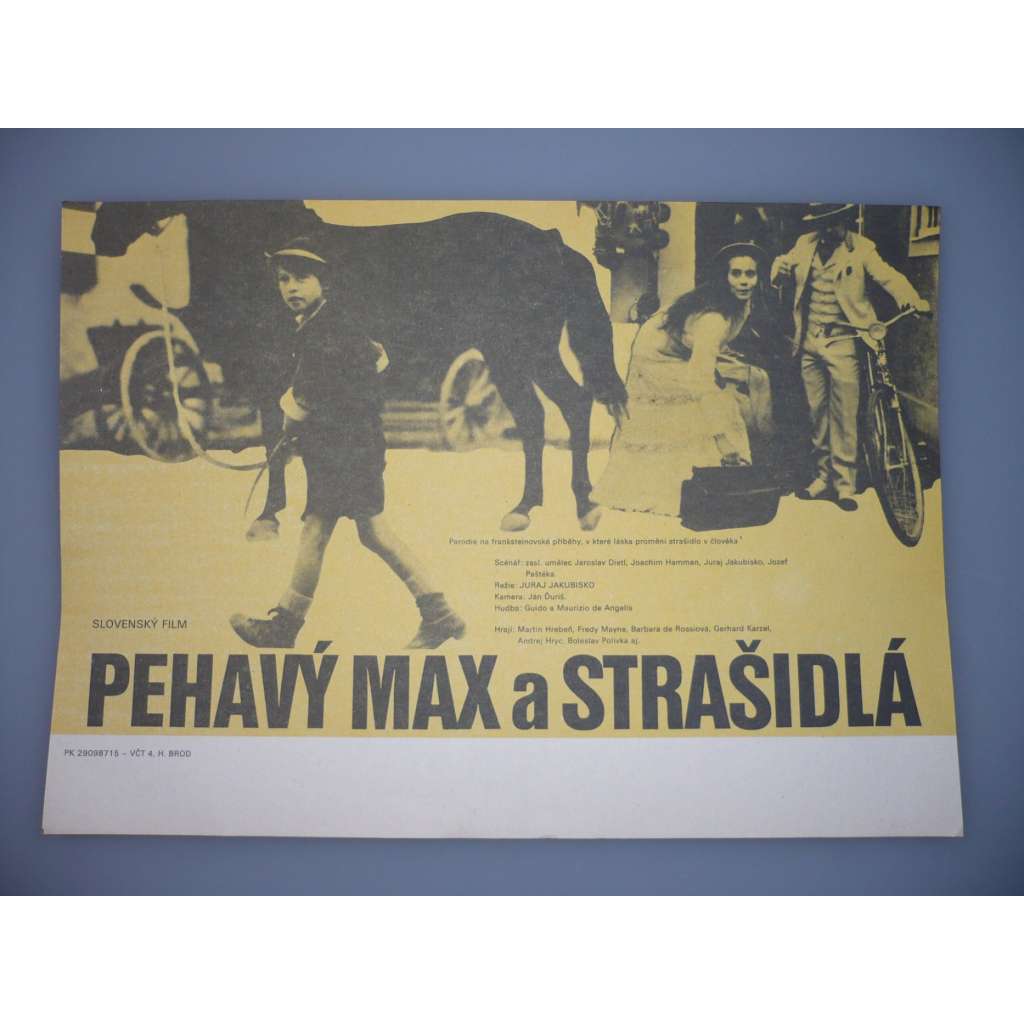 Parodie na franksteinovské příběhy, v které láska promění strašidlo v člověka
Scénář: zasl. umělec Jaroslav Dietl, Joachim Hamman, Juraj Jakubisko, Jozef
Paštéka.
Režie: JURAJ JAKUBISKO
Kamera: Ján Ďuriš.
Hudba: Guido a Maurizio de Angelis
Hrají: Martin Hrebeň, Fredy Mayne, Barbara de Rossiová, Gerhard Karzel,
Andrej Hryc, Boleslav Polívka aj.
SLOVENSKÝ FILM
PEHAVÝ MAX a STRAŠIDLÁ
PK 29098715 – VČT 4, H. BROD